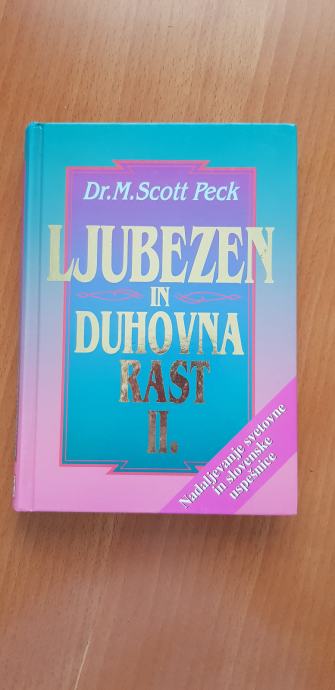 Dr. M. Scott Peck
LJUBEZEN
IN
DUHOVNA
RAST
II.
Nadaljevanje svetovne
in slovenske
uspešnice